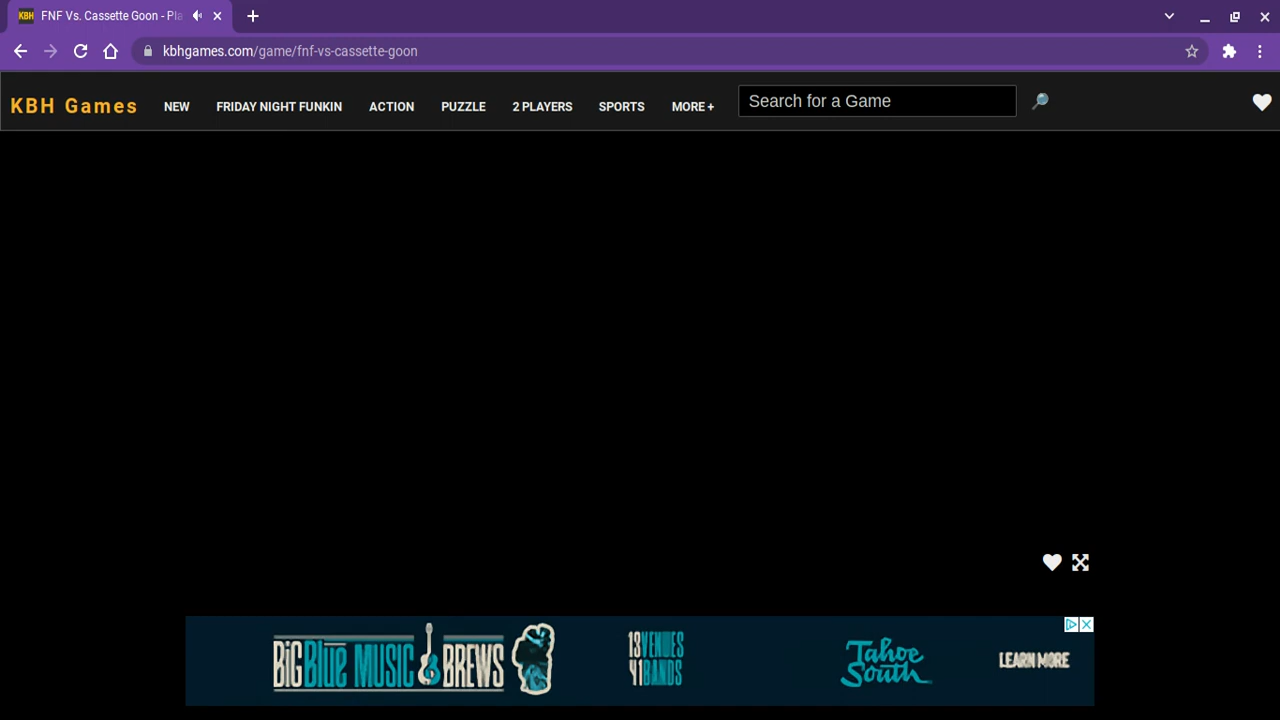 KBH FNF Vs. Cassette Goon - Pla
kbhgames.com/game/fnf-vs-cassette-goon
KBH Games NEW FRIDAY NIGHT FUNKIN ACTION PUZZLE 2 PLAYERS SPORTS MORE + Search for a Game
BIG BLUE MUSIC BREWS
13 VENUES
41 BANDS
Tahoe
South
LEARN MORE